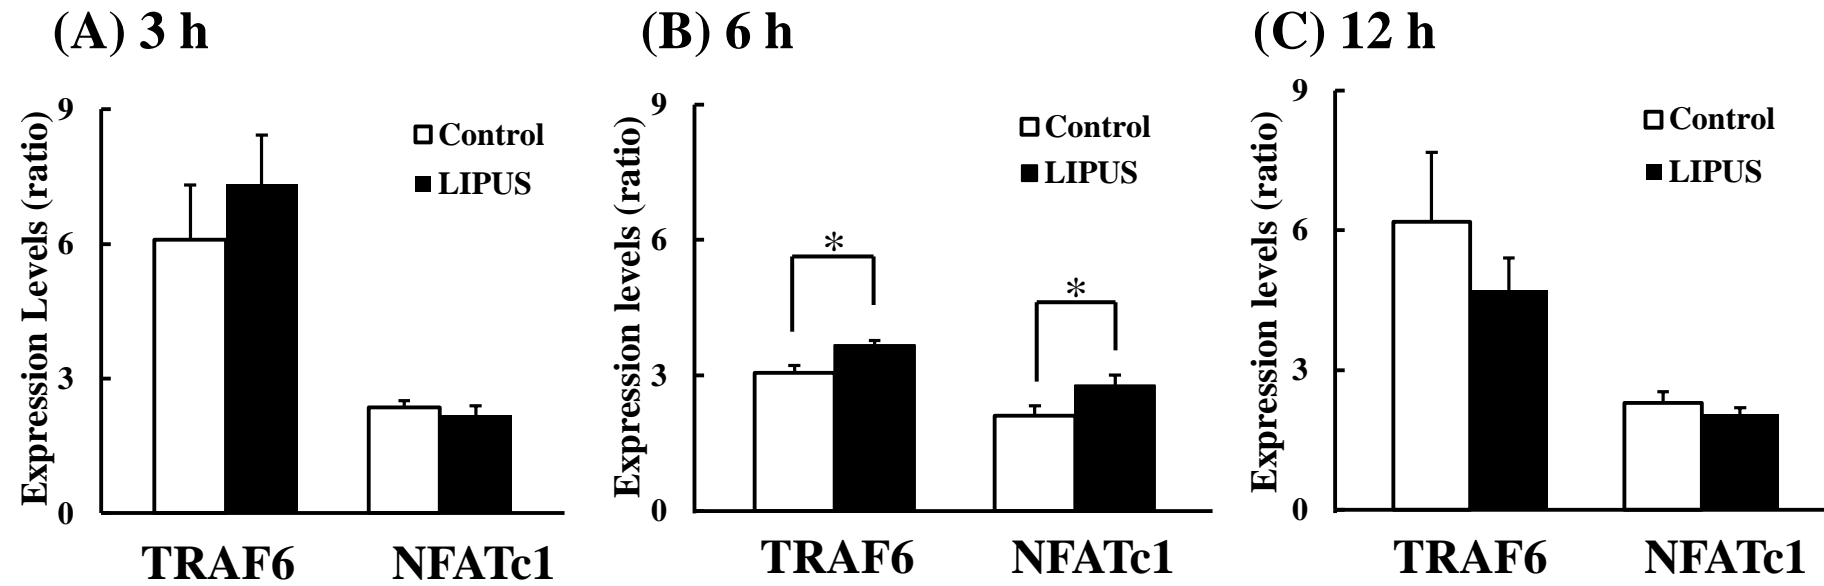 (A) 3 h
Expression Levels (ratio)
9
6
3
0
Control
LIPUS
TRAF6
NFATc1
(B) 6 h
Expression levels (ratio)
9
6
3
0
Control
LIPUS
*
*
TRAF6
NFATc1
(C) 12 h
Expression levels (ratio)
9
6
3
0
Control
LIPUS
TRAF6
NFATc1